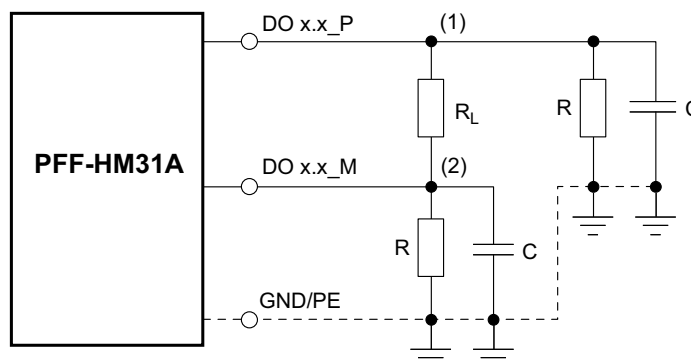 DO x.x_P
(1)
R
C
R_L
PFF-HM31A
DO x.x_M
(2)
R
C
GND/PE